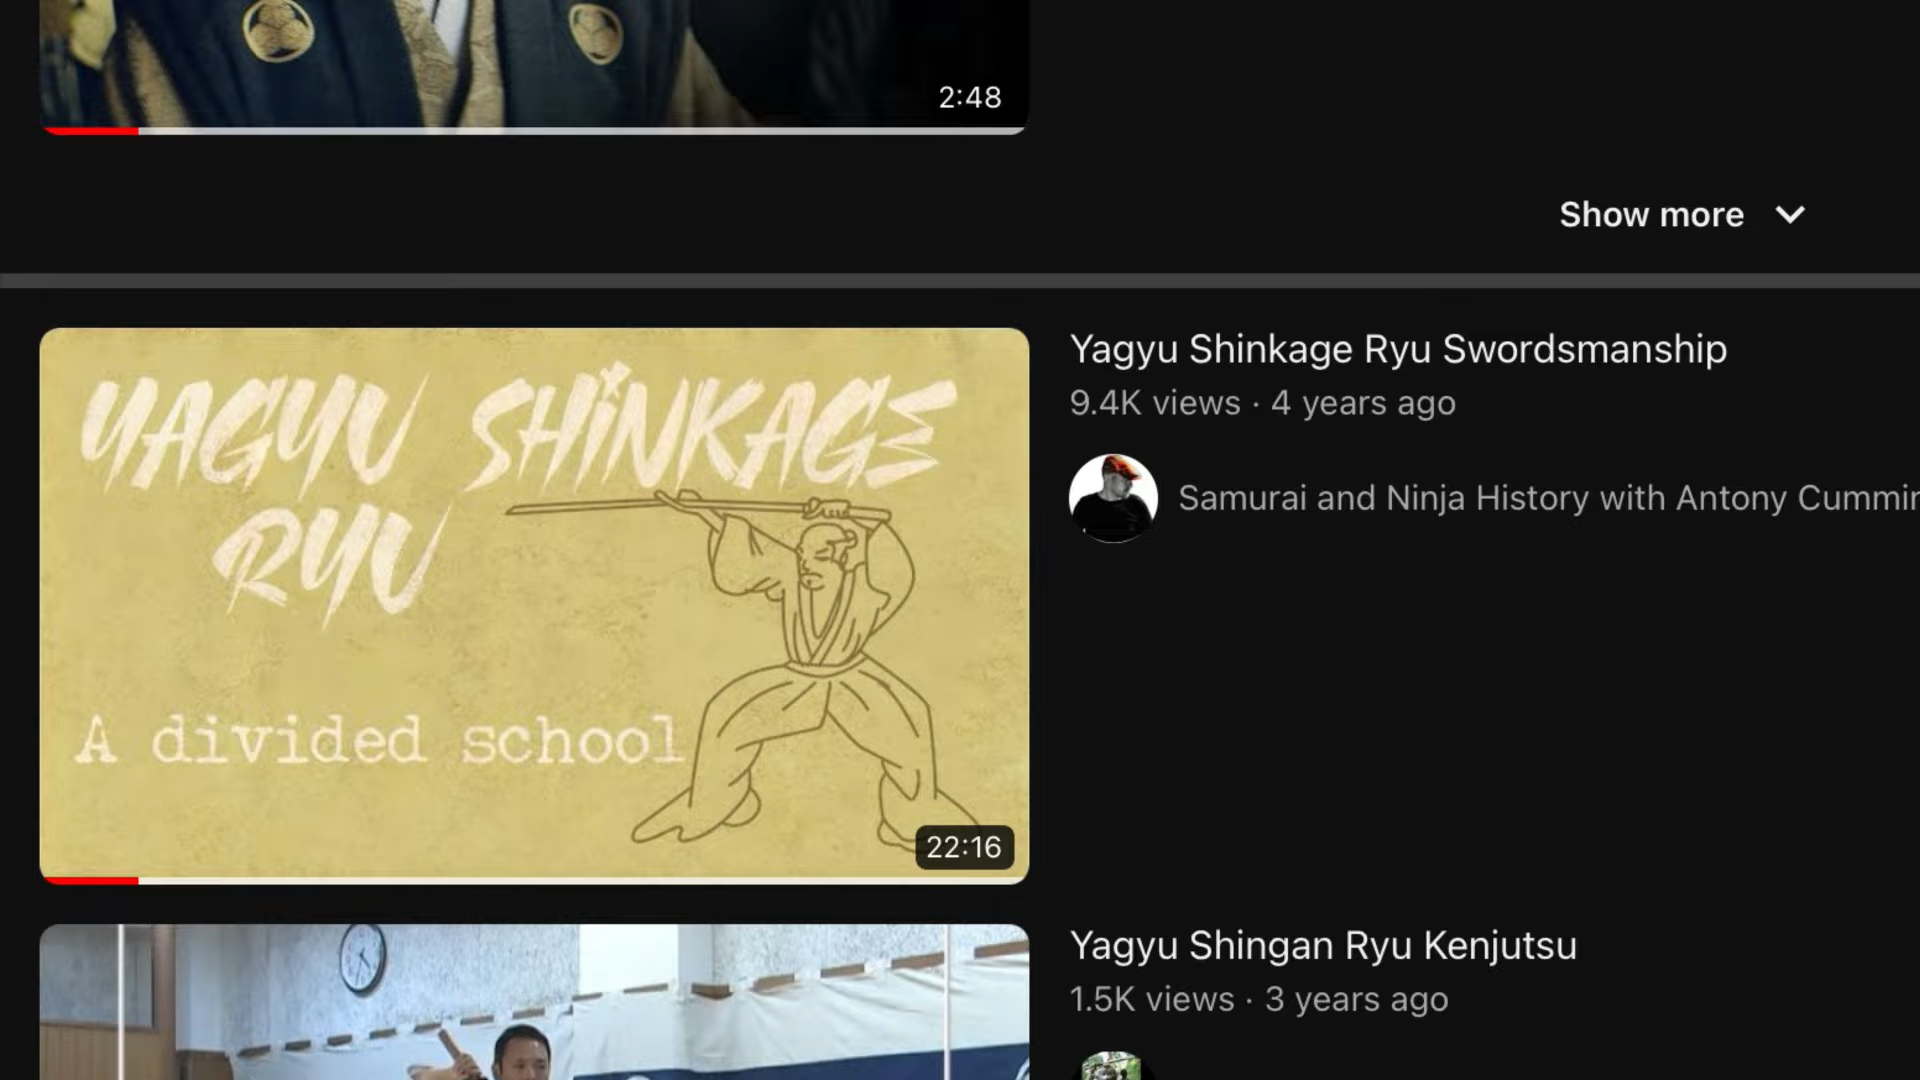 2:48
Show more
YAGYU SHINKAGE
RYU
A divided school
22:16
Yagyu Shinkage Ryu Swordsmanship
9.4K views · 4 years ago
Samurai and Ninja History with Antony
Yagyu Shingan Ryu Kenjutsu
1.5K views · 3 years ago